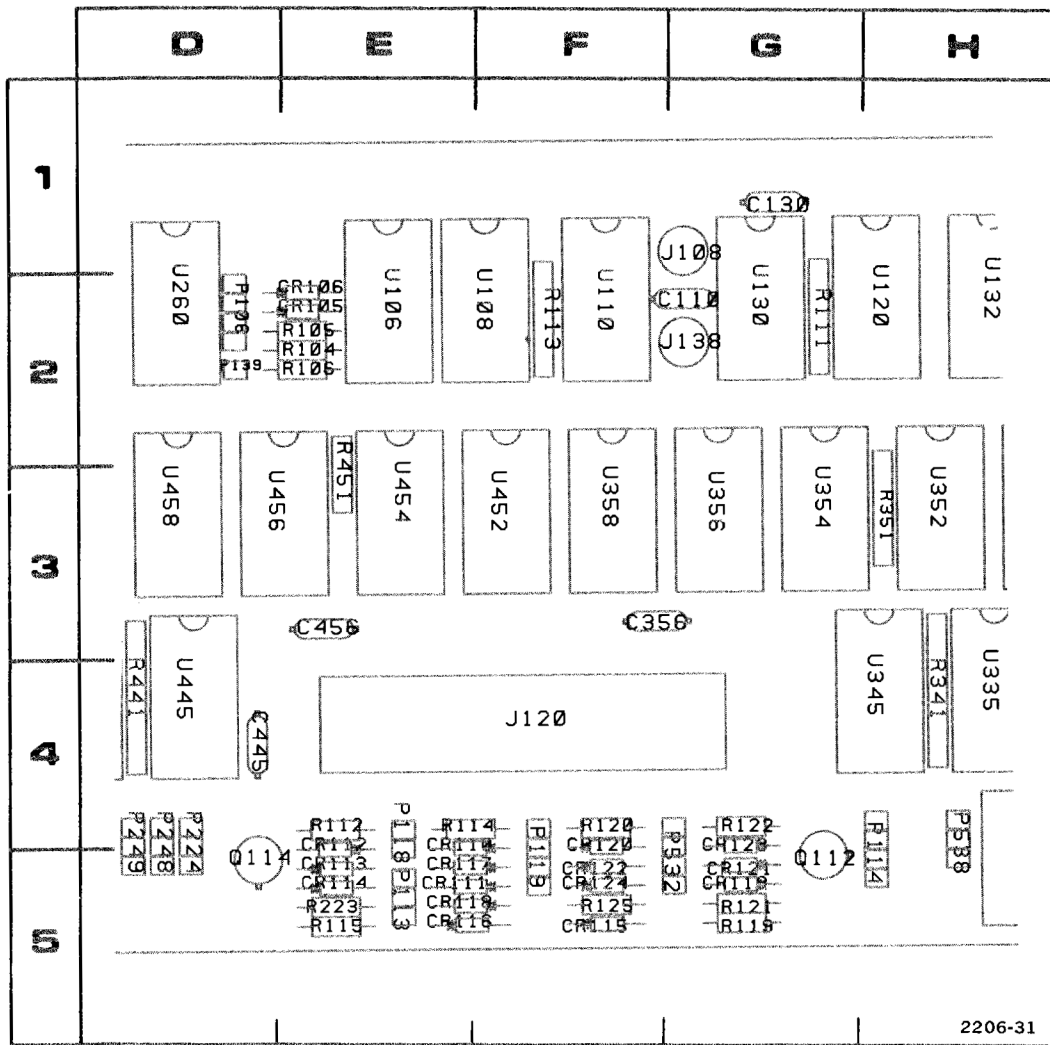 D E F G H
1
C130
J108
U260 U106 U108 U110 U130 U120 U132
CR106
P106 R113 C110 R111
CR105
R105
J138
R104
2
P139 R106
R451
U458 U456 U454 U452 U358 U356 U354 R351 U352
3
C456 C356
R441 U445 U345 R341 U335
J120
C445
4
P249 P248 P224 P118 P119 P532 R114 P538
R112 R114 R120 R122
CR112 CR120
Q114 CR113 CR117 CR122 CR121 Q112
CR114 CR111 CR124 CR119
P113
R223 CR118 R125 R121
R115 CR116 CR115 R119
5
2206-31